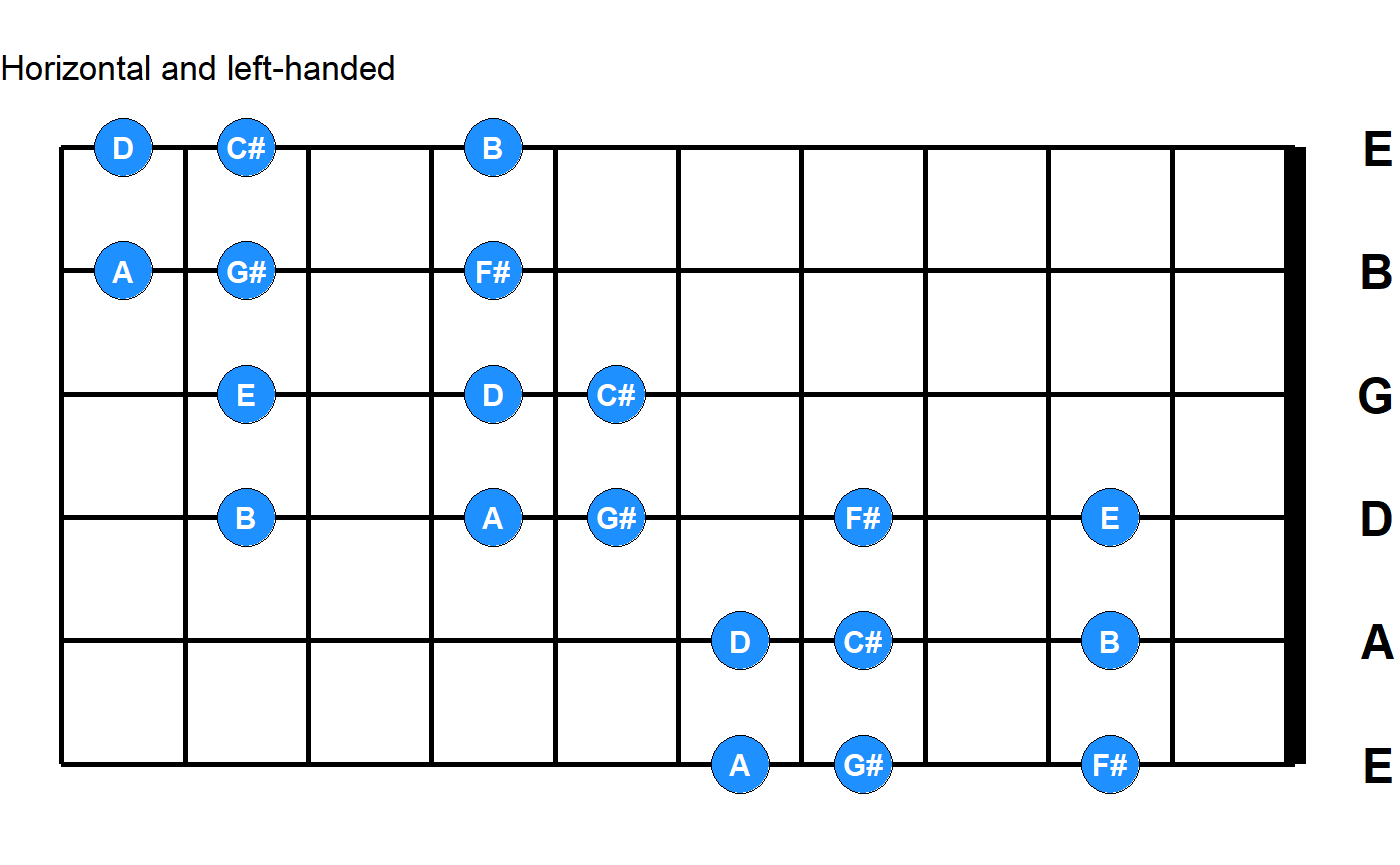 Horizontal and left-handed
D C# B E
A G# F# B
E D C# G
B A G# F# E D
D C# B A
A G# F# E